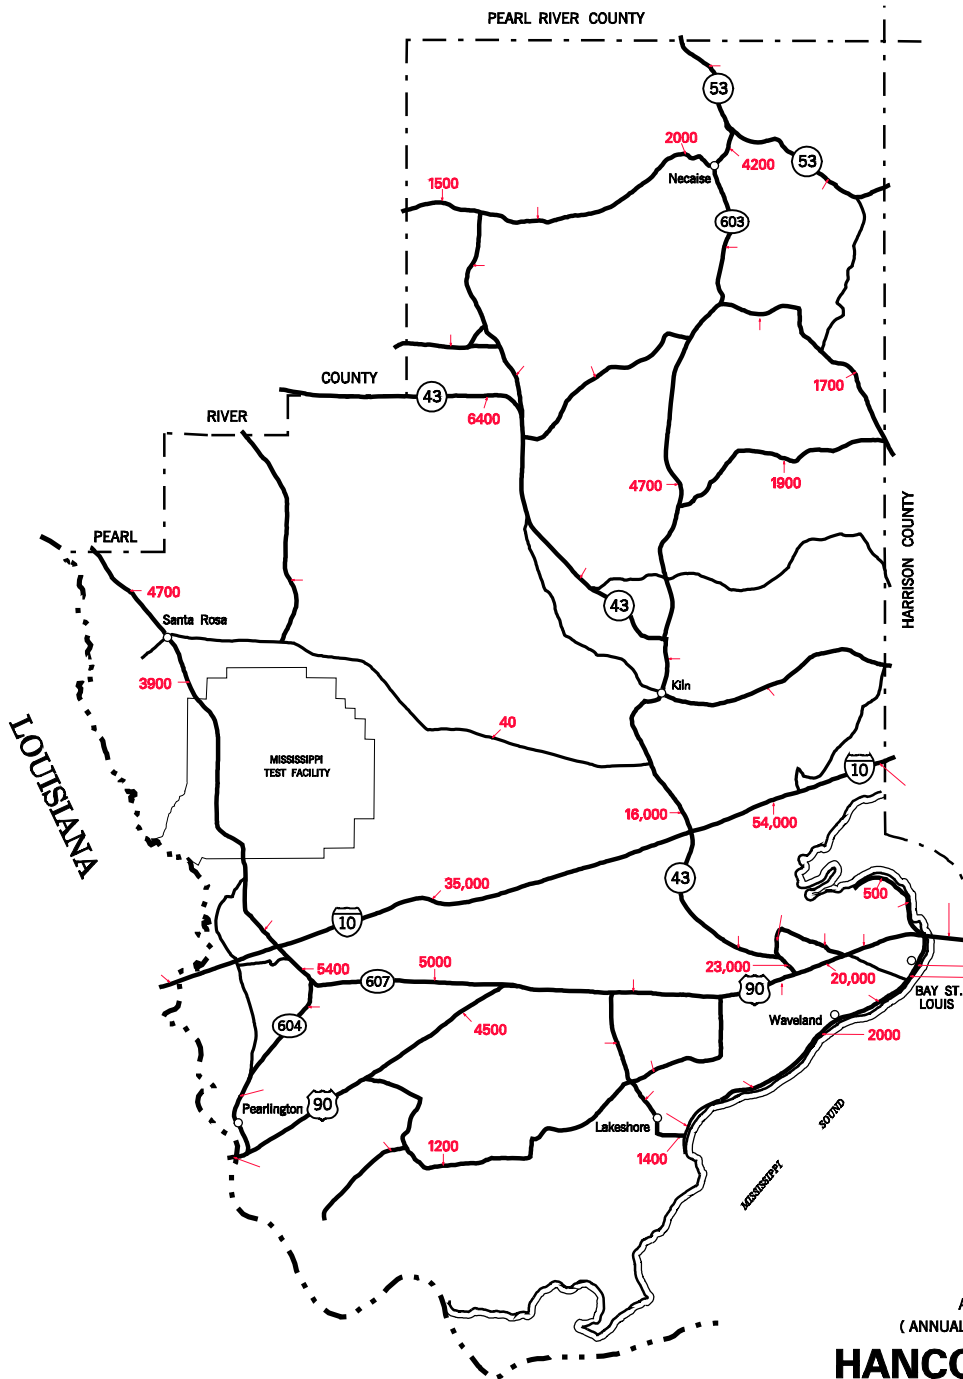 PEARL RIVER COUNTY
53
2000
4200
53
Necaise
1500
603
COUNTY
43
1700
RIVER
6400
4700
1900
HARRISON COUNTY
PEARL
4700
43
Santa Rosa
3900
Kiln
40
LOUISIANA
MISSISSIPPI
TEST FACILITY
10
16,000
54,000
43
35,000
500
10
5400
607
5000
23,000
20,000
90
BAY ST.
LOUIS
604
4500
Waveland
2000
Pearlington
90
Lakeshore
SOUND
1200
1400
MISSISSIPPI
A
( ANNUAL
HANCO